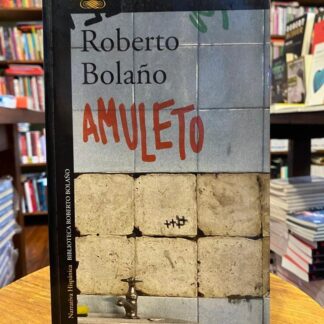 Roberto
Bolaño
AMULETO
Narrativa Hispánica BIBLIOTECA ROBERTO BOLAÑO